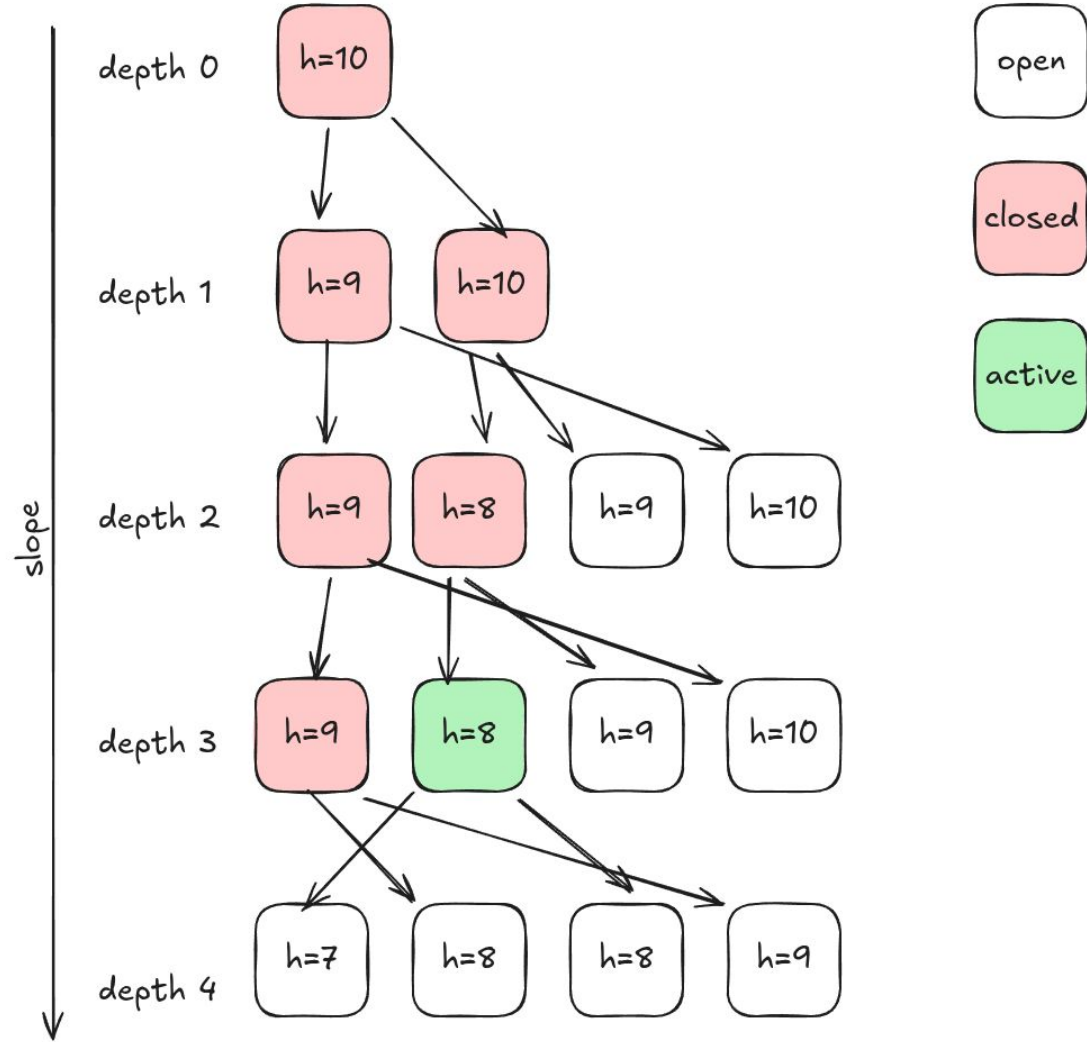 depth 0
h=10
open
closed
depth 1
h=9
h=10
active
slope
depth 2
h=9
h=8
h=9
h=10
depth 3
h=9
h=8
h=9
h=10
depth 4
h=7
h=8
h=8
h=9